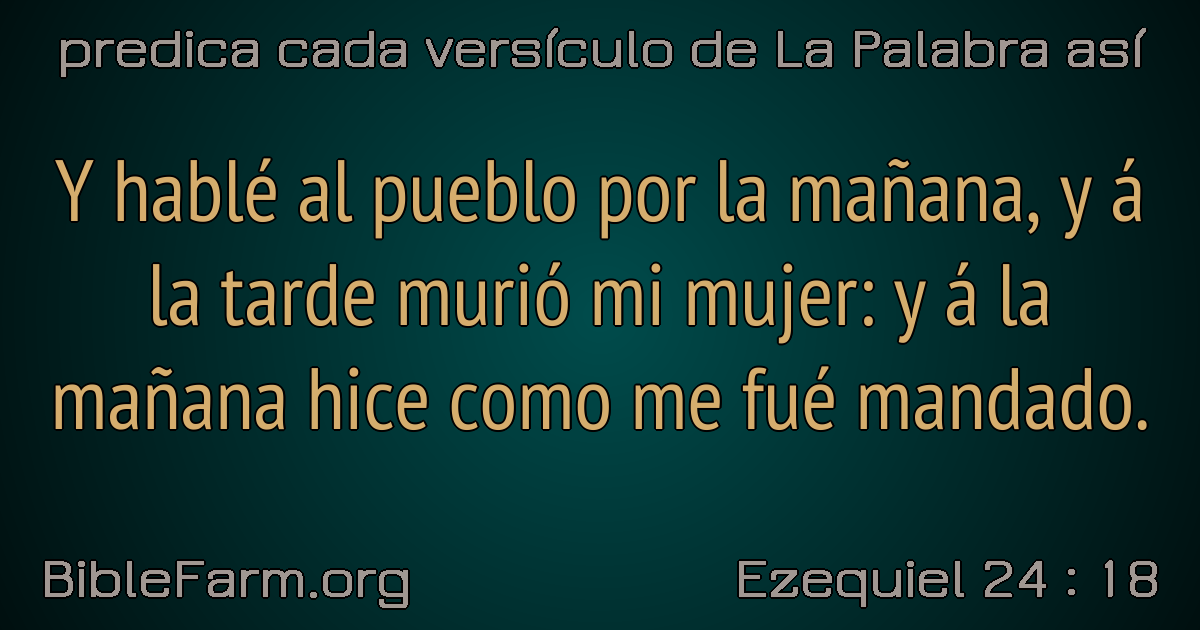 predica cada versículo de La Palabra así
Y hablé al pueblo por la mañana, y á
la tarde murió mi mujer: y á la
mañana hice como me fué mandado.
BibleFarm.org
Ezequiel 24 : 18